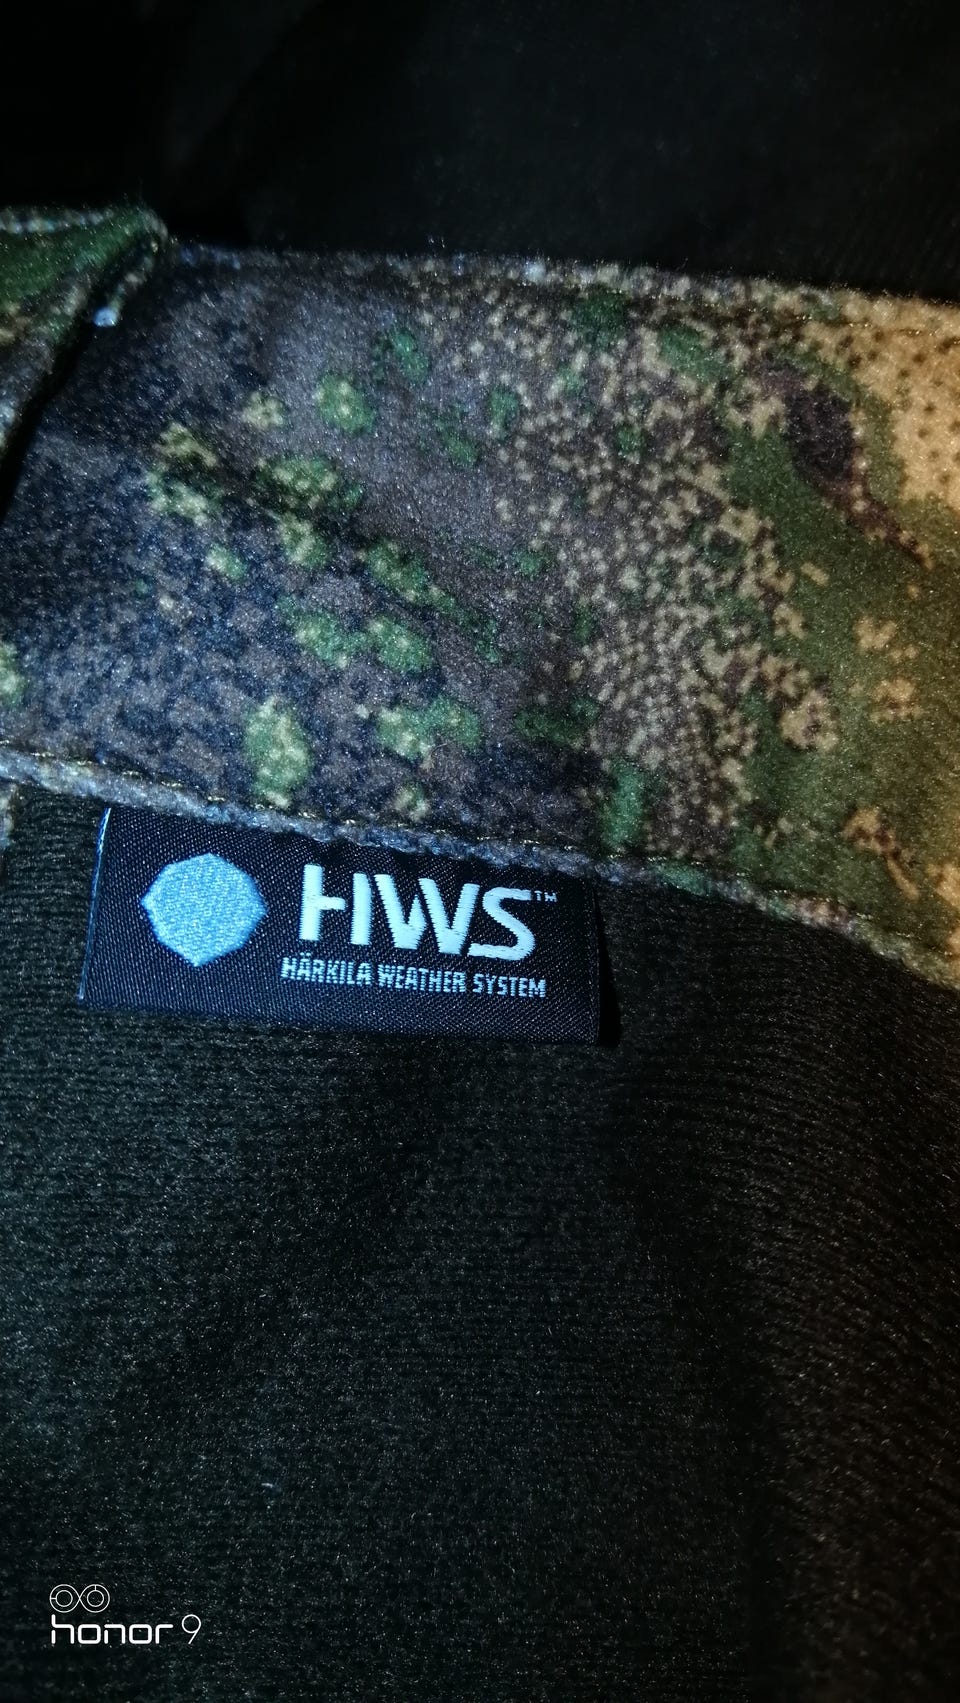 HWS™
HÄRKILA WEATHER SYSTEM
honor 9